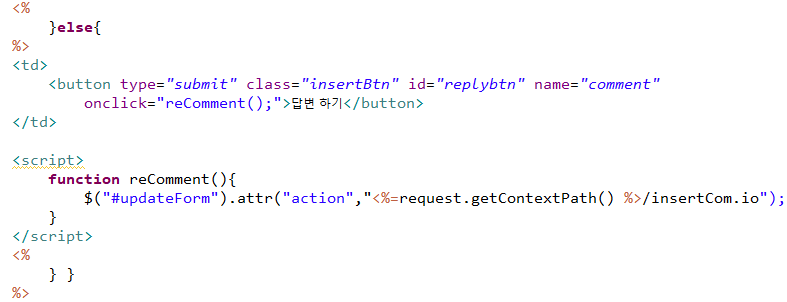 <%
}else{
%>
<td>
<button type="submit" class="insertBtn" id="replybtn" name="comment"
onclick="reComment();">답변 하기</button>
</td>
<script>
function reComment(){
$("#updateForm").attr("action","<%=request.getContextPath() %>/insertCom.io");
}
</script>
<%
} }
%>